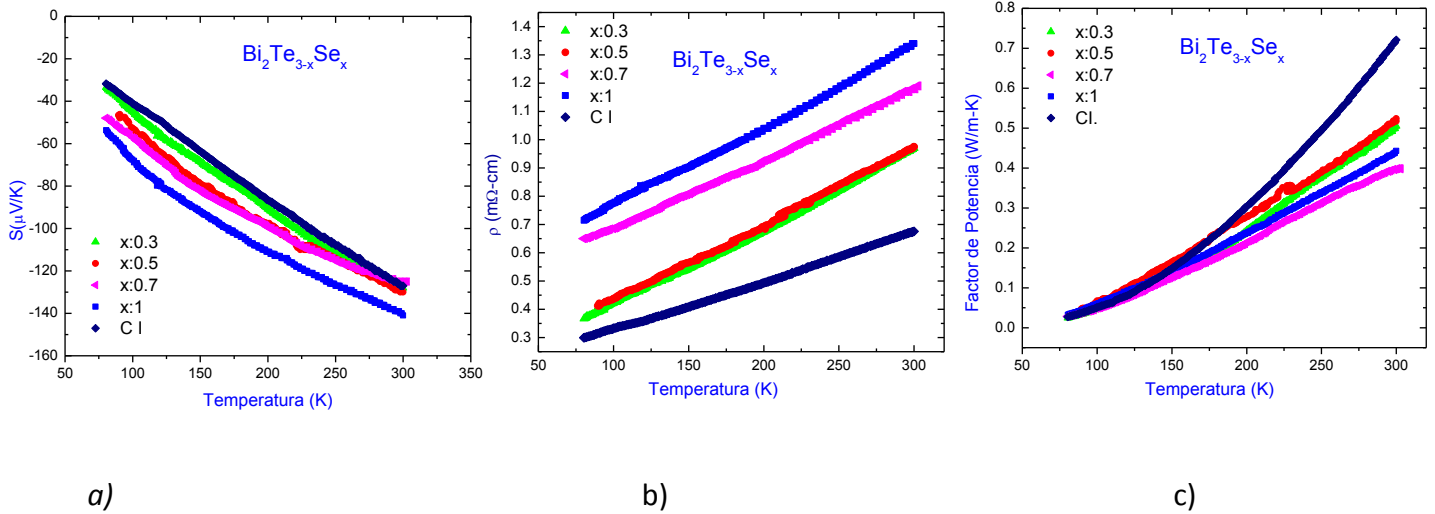 0
-20
-40
-60
-80
-100
-120
-140
-160
S(μV/K)
Bi₂Te₃₋ₓSeₓ
x:0.3
x:0.5
x:0.7
x:1
C l
50 100 150 200 250 300 350
Temperatura (K)
a)
1.4
1.3
1.2
1.1
1.0
0.9
0.8
0.7
0.6
0.5
0.4
0.3
ρ (mΩ-cm)
x:0.3
x:0.5
x:0.7
x:1
C l
Bi₂Te₃₋ₓSeₓ
50 100 150 200 250 300
Temperatura (K)
b)
0.7
0.6
0.5
0.4
0.3
0.2
0.1
0.0
Factor de Potencia (W/m-K)
x:0.3
x:0.5
x:0.7
x:1
Cl.
Bi₂Te₃₋ₓSeₓ
50 100 150 200 250 300
Temperatura (K)
c)